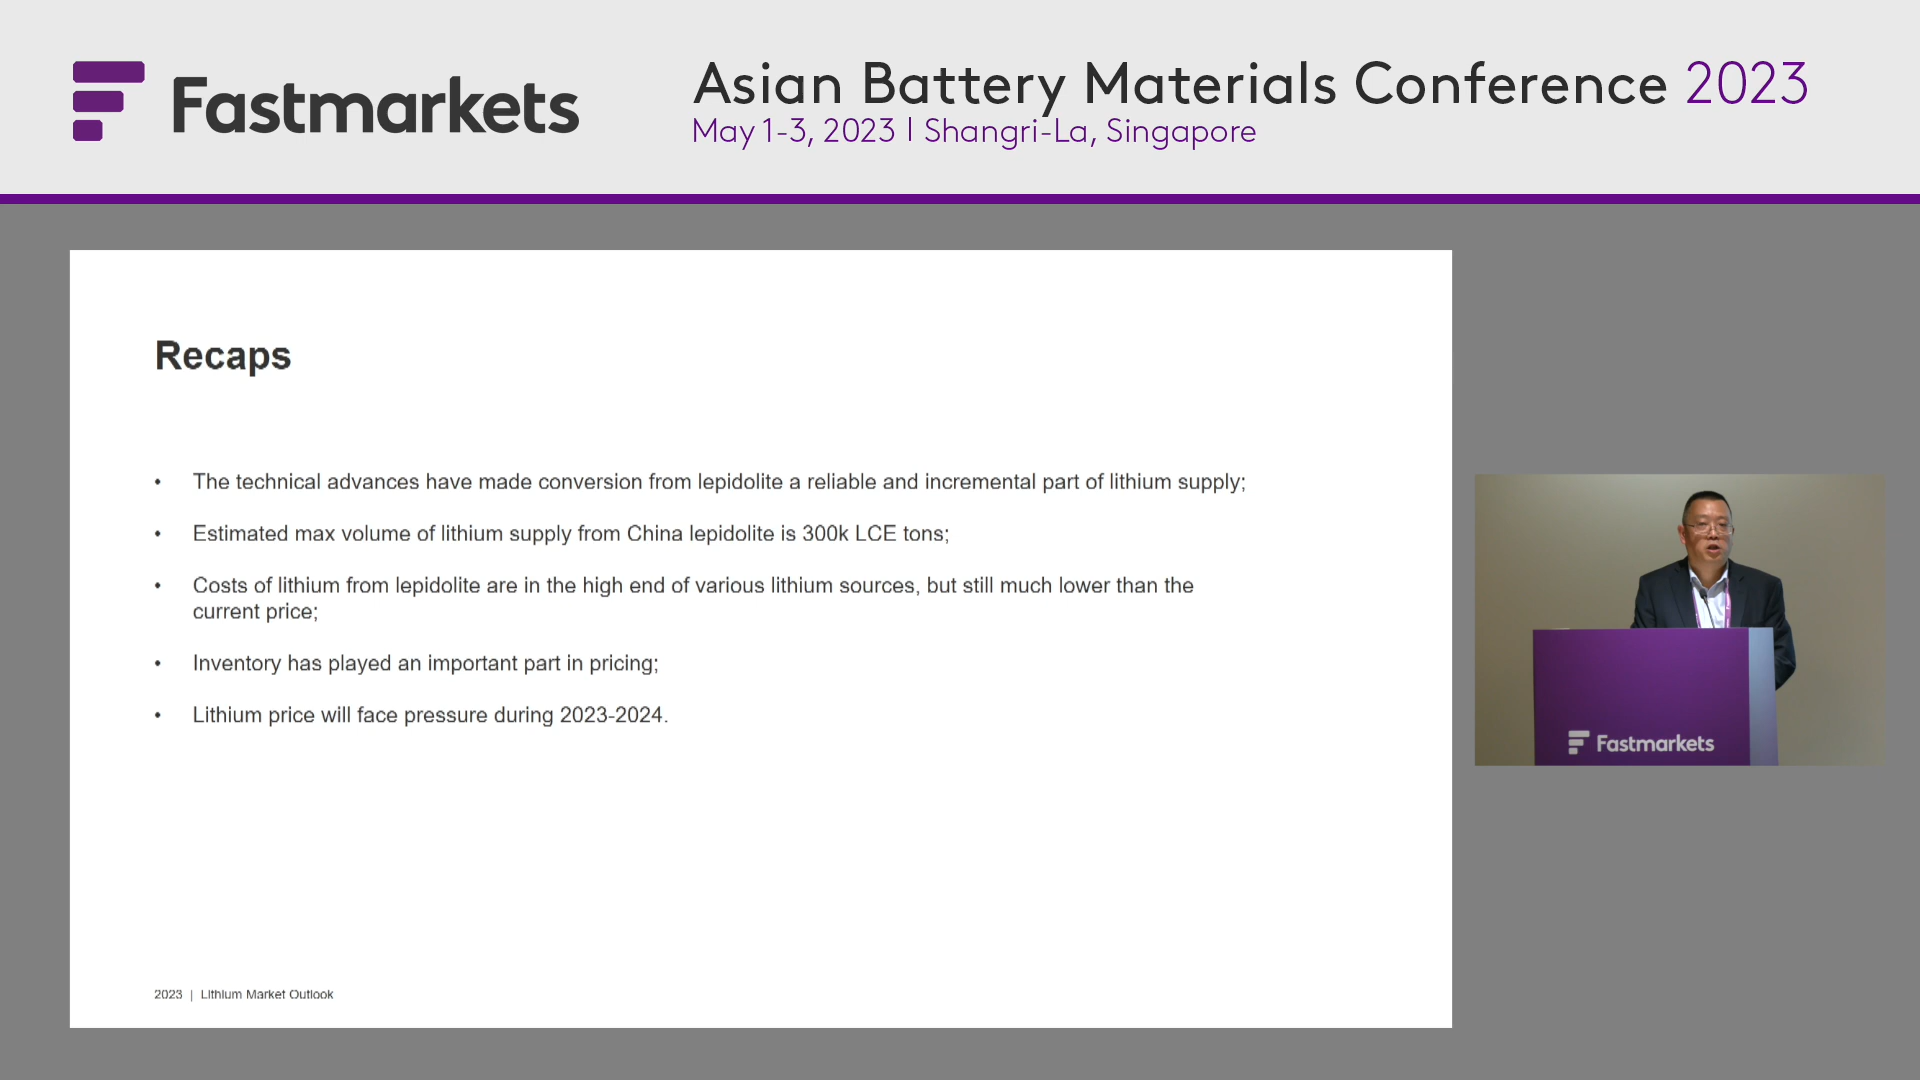 Fastmarkets
Asian Battery Materials Conference 2023
May 1-3, 2023 | Shangri-La, Singapore
Recaps
• The technical advances have made conversion from lepidolite a reliable and incremental part of lithium supply;
• Estimated max volume of lithium supply from China lepidolite is 300k LCE tons;
• Costs of lithium from lepidolite are in the high end of various lithium sources, but still much lower than the
current price;
• Inventory has played an important part in pricing;
• Lithium price will face pressure during 2023-2024.
Fastmarkets
2023 | Lithium Market Outlook